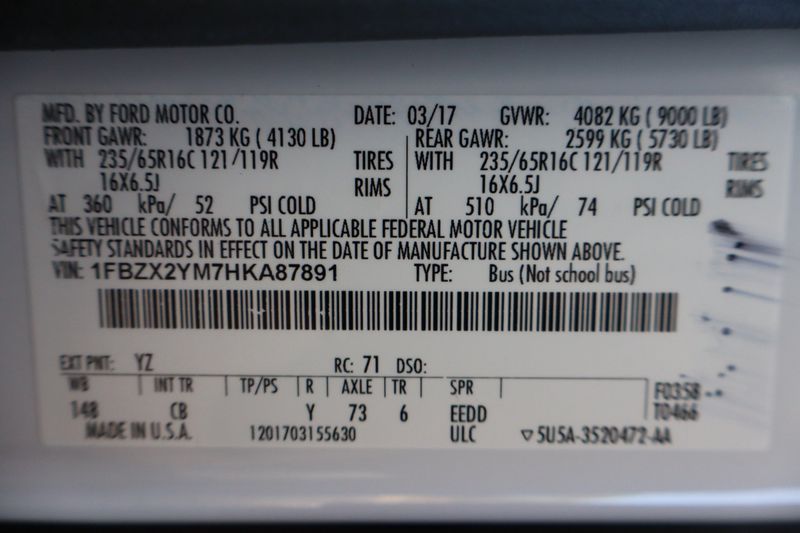 MFD. BY FORD MOTOR CO. DATE: 03/17 GVWR: 4082 KG ( 9000 LB)
FRONT GAWR: 1873 KG ( 4130 LB) REAR GAWR: 2599 KG ( 5730 LB)
WITH 235/65R16C 121/119R TIRES WITH 235/65R16C 121/119R TIRES
16X6.5J RIMS 16X6.5J RIMS
AT 360 kPa/ 52 PSI COLD AT 510 kPa/ 74 PSI COLD
THIS VEHICLE CONFORMS TO ALL APPLICABLE FEDERAL MOTOR VEHICLE
SAFETY STANDARDS IN EFFECT ON THE DATE OF MANUFACTURE SHOWN ABOVE.
VIN: 1FBZX2YM7HKA87891 TYPE: Bus (Not school bus)
EXT PNT: YZ RC: 71 DSO:
WB INT TR TP/PS R AXLE TR SPR F0358
148 CB Y 73 6 EEDD T0466
MADE IN U.S.A. 1201703155630 ULC ▽5U5A-3520472-AA